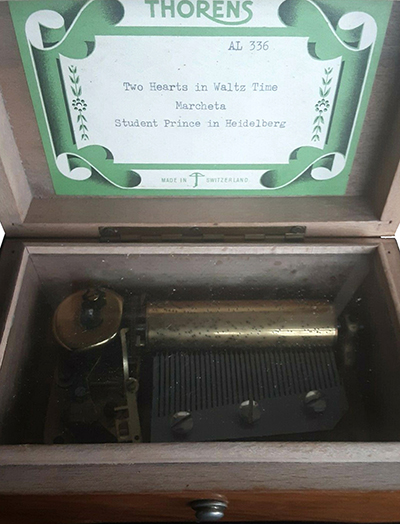 THORENS
AL 336
Two Hearts in Waltz Time
Marcheta
Student Prince in Heidelberg
MADE IN SWITZERLAND